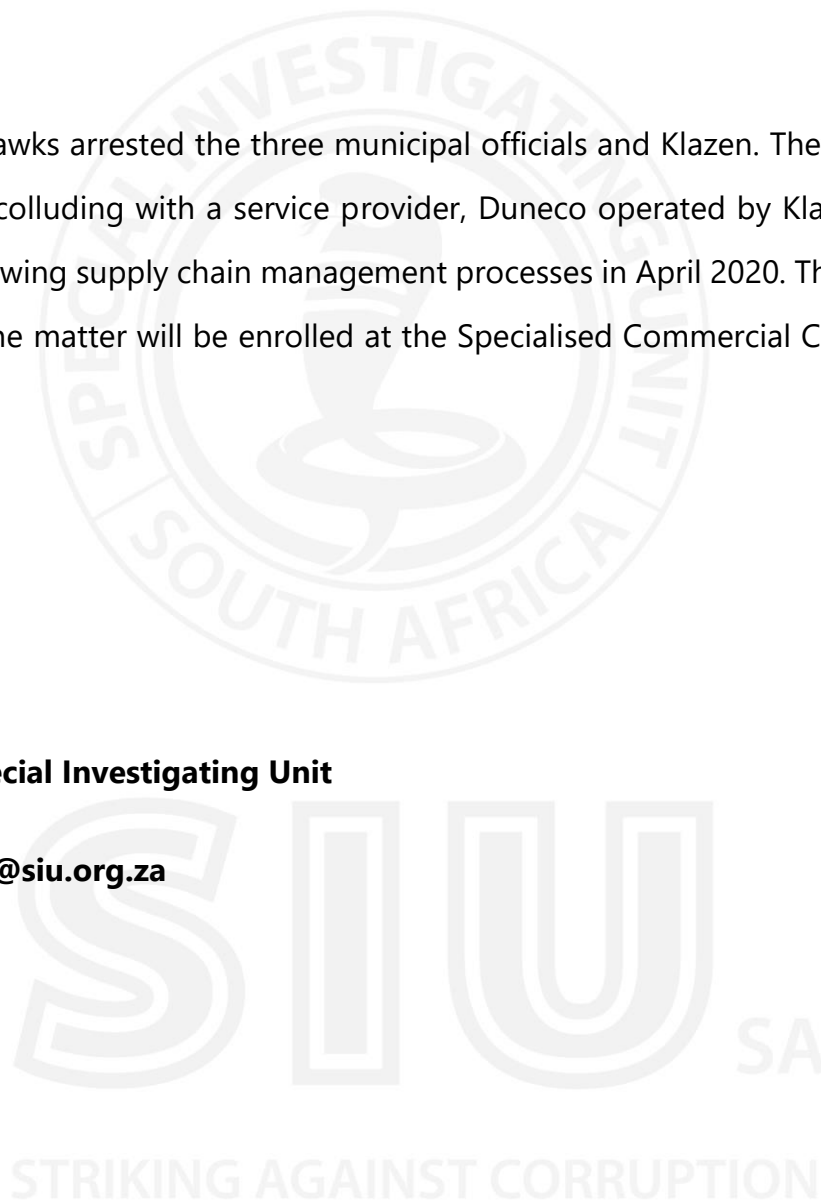 awks arrested the three municipal officials and Klazen. The
colluding with a service provider, Duneco operated by Kla
wing supply chain management processes in April 2020. Th
ne matter will be enrolled at the Specialised Commercial C
SPECIAL INVESTIGATING UNIT
SOUTH AFRICA
ecial Investigating Unit
@siu.org.za
SIU
SA
STRIKING AGAINST CORRUPTION